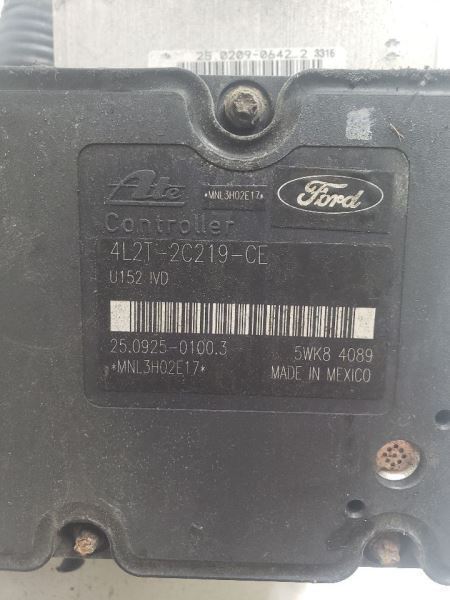 25.0209-0642.2 3316
Ate *MNL3H02E17* Ford
Controller
4L2T-2C219-CE
U152 IVD
25.0925-0100.3 5WK8 4089
*MNL3H02E17* MADE IN MEXICO